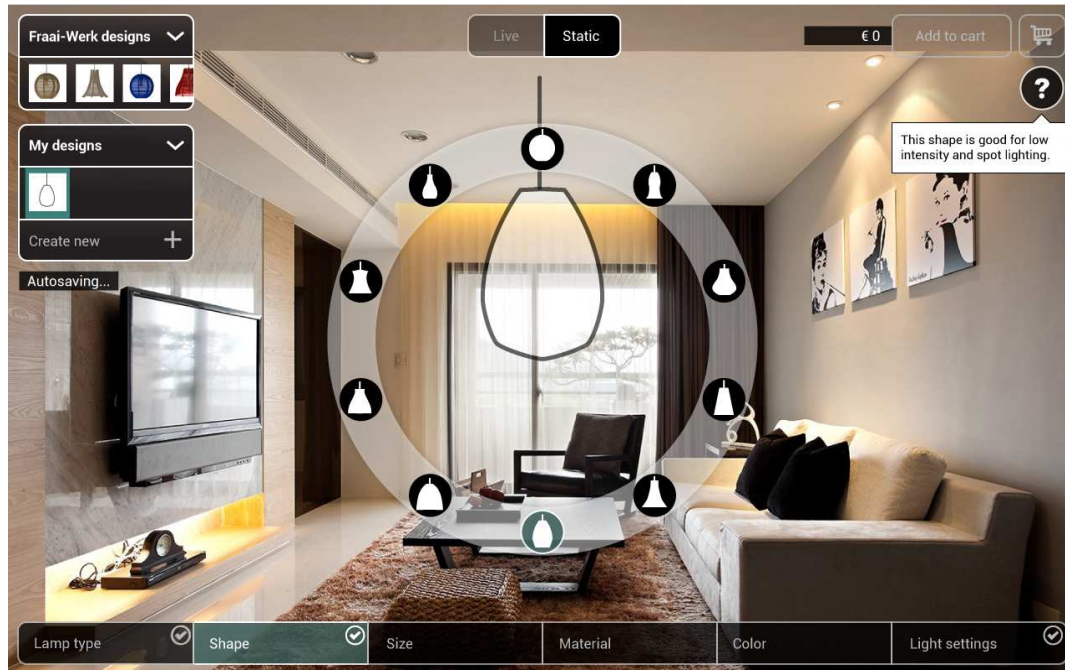 Fraai-Werk designs
Live
Static
€ 0
Add to cart
?
This shape is good for low
intensity and spot lighting.
My designs
Create new
Autosaving...
Lamp type
Shape
Size
Material
Color
Light settings